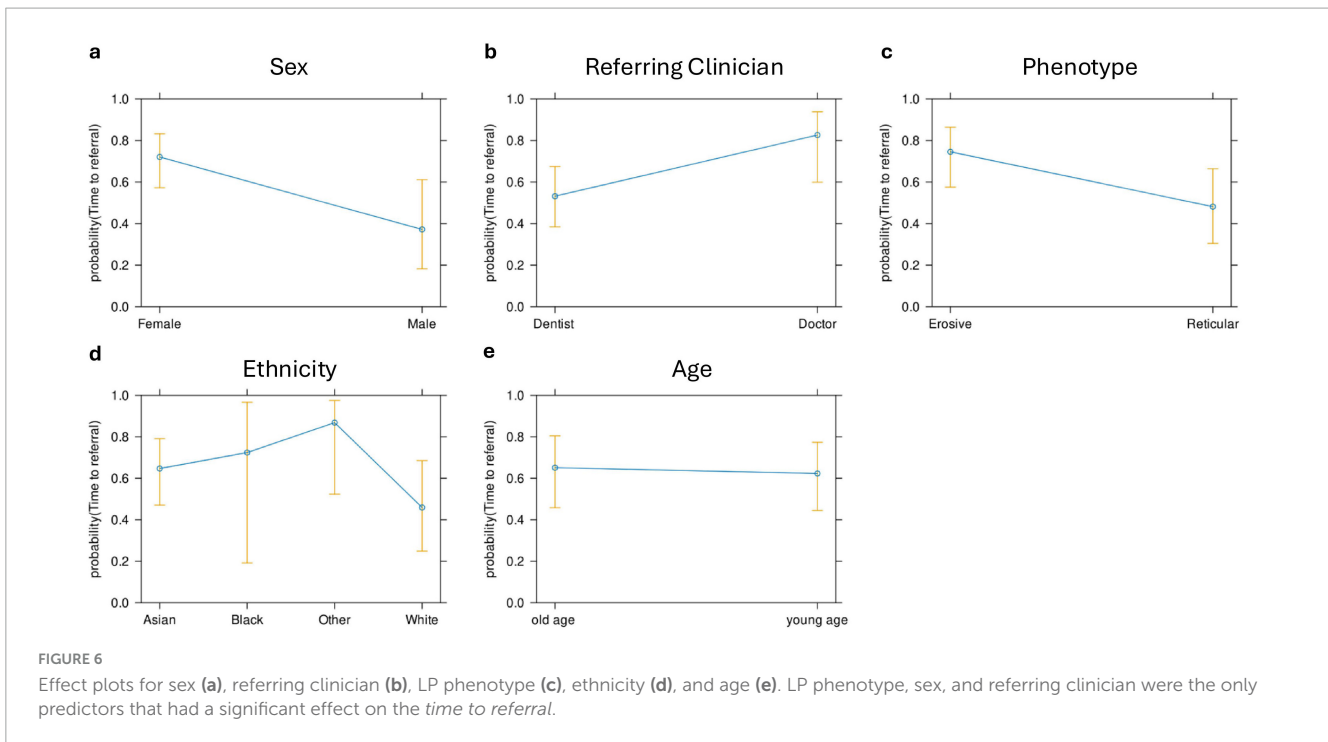 a
Sex
probability(Time to referral)
1.0
0.8
0.6
0.4
0.2
0.0
Female Male
b
Referring Clinician
probability(Time to referral)
1.0
0.8
0.6
0.4
0.2
0.0
Dentist Doctor
c
Phenotype
probability(Time to referral)
1.0
0.8
0.6
0.4
0.2
0.0
Erosive Reticular
d
Ethnicity
probability(Time to referral)
1.0
0.8
0.6
0.4
0.2
0.0
Asian Black Other White
e
Age
probability(Time to referral)
1.0
0.8
0.6
0.4
0.2
0.0
old age young age
FIGURE 6
Effect plots for sex (a), referring clinician (b), LP phenotype (c), ethnicity (d), and age (e). LP phenotype, sex, and referring clinician were the only
predictors that had a significant effect on the time to referral.